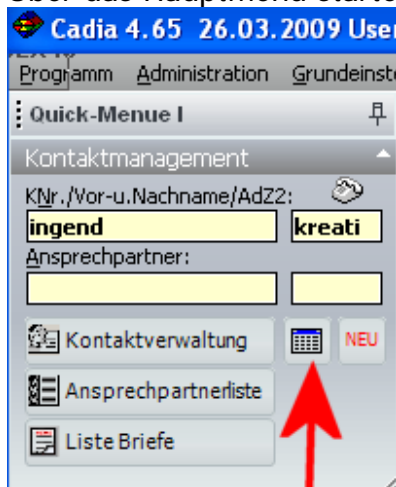 Cadia 4.65 26.03.2009 User
Programm Administration Grundeinste
Quick-Menue I
Kontaktmanagement
KNr./Vor-u.Nachname/AdZ2:
ingend kreati
Ansprechpartner:
Kontaktverwaltung NEU
Ansprechpartnerliste
Liste Briefe